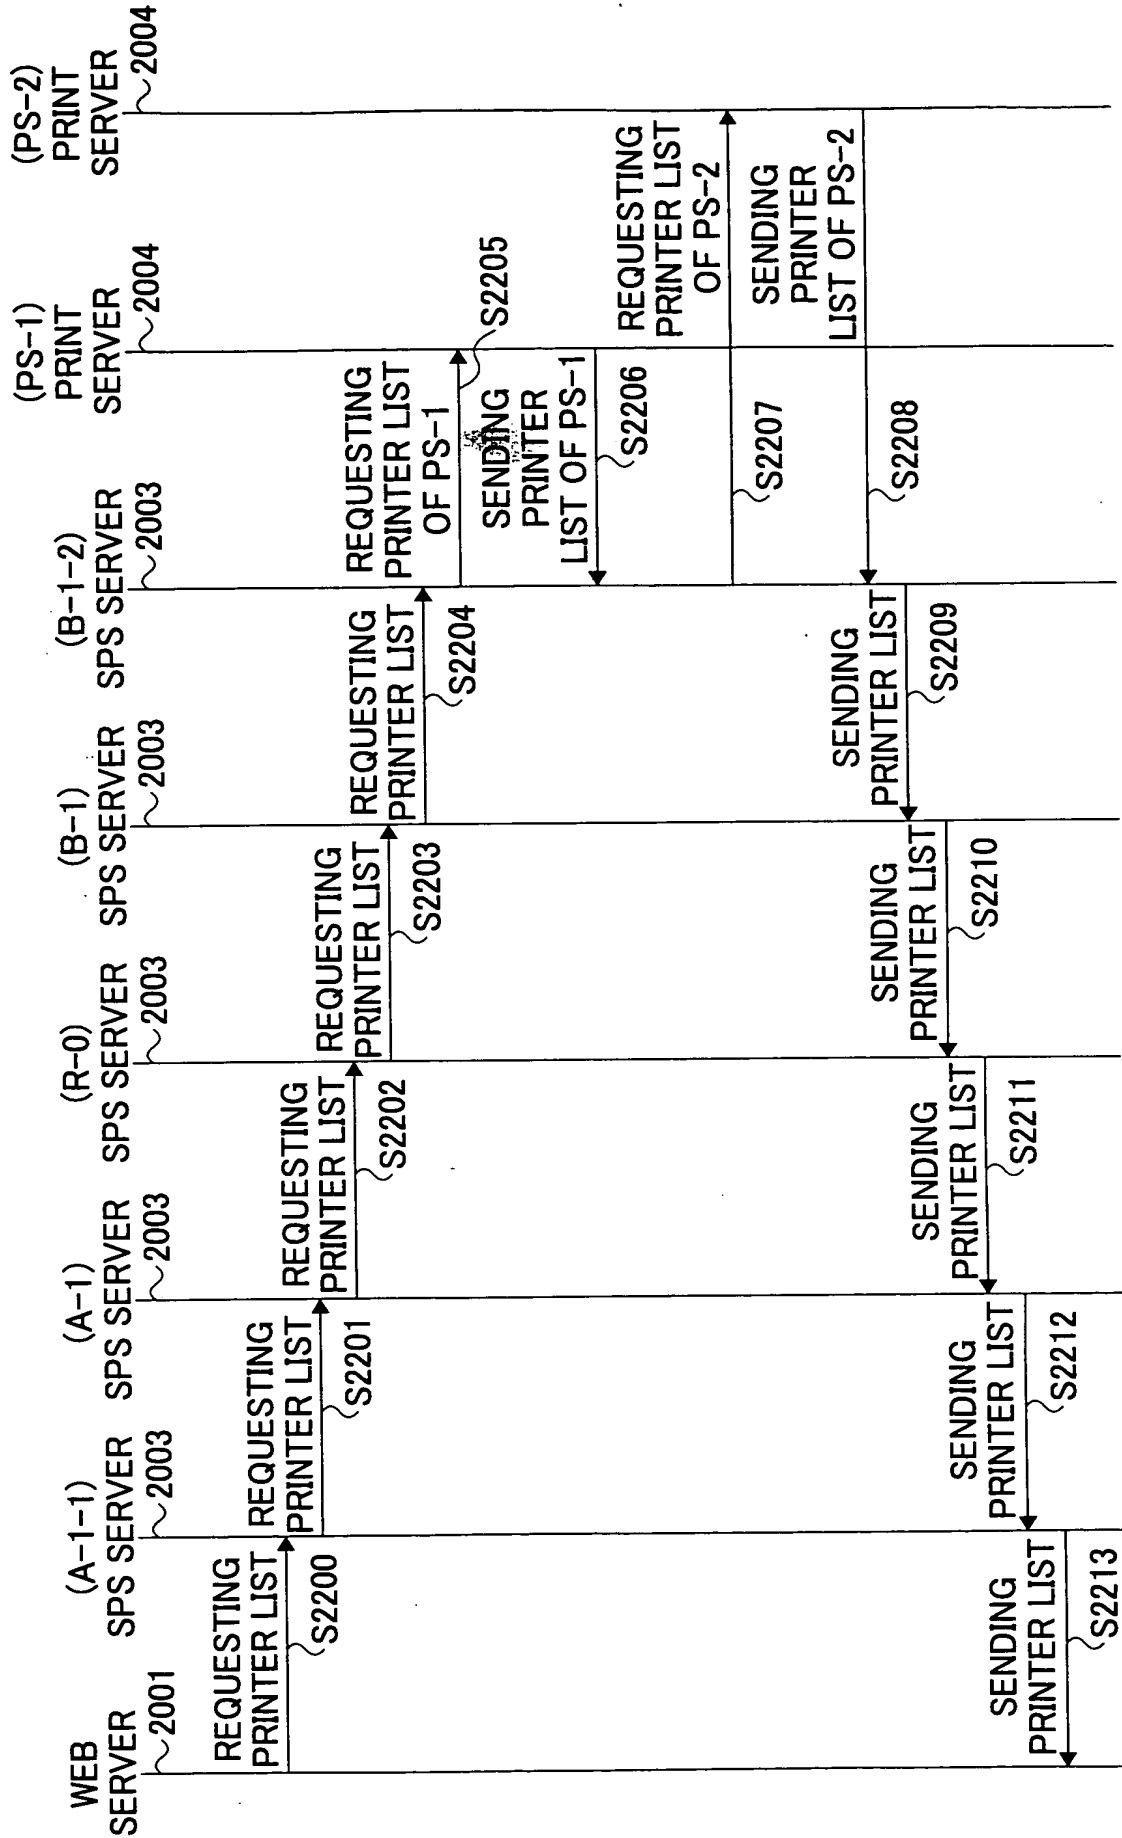 WEB
SERVER
2001
(A-1-1)
SPS SERVER
2003
(A-1)
SPS SERVER
2003
(R-0)
SPS SERVER
2003
(B-1)
SPS SERVER
2003
(B-1-2)
SPS SERVER
2003
(PS-1)
PRINT
SERVER
2004
(PS-2)
PRINT
SERVER
2004
REQUESTING
PRINTER LIST
S2200
REQUESTING
PRINTER LIST
S2201
REQUESTING
PRINTER LIST
S2202
REQUESTING
PRINTER LIST
S2203
REQUESTING
PRINTER LIST
S2204
REQUESTING
PRINTER LIST
OF PS-1
S2205
SENDING
PRINTER
LIST OF PS-1
S2206
REQUESTING
PRINTER LIST
OF PS-2
S2207
SENDING
PRINTER
LIST OF PS-2
S2208
SENDING
PRINTER LIST
S2209
SENDING
PRINTER LIST
S2210
SENDING
PRINTER LIST
S2211
SENDING
PRINTER LIST
S2212
SENDING
PRINTER LIST
S2213